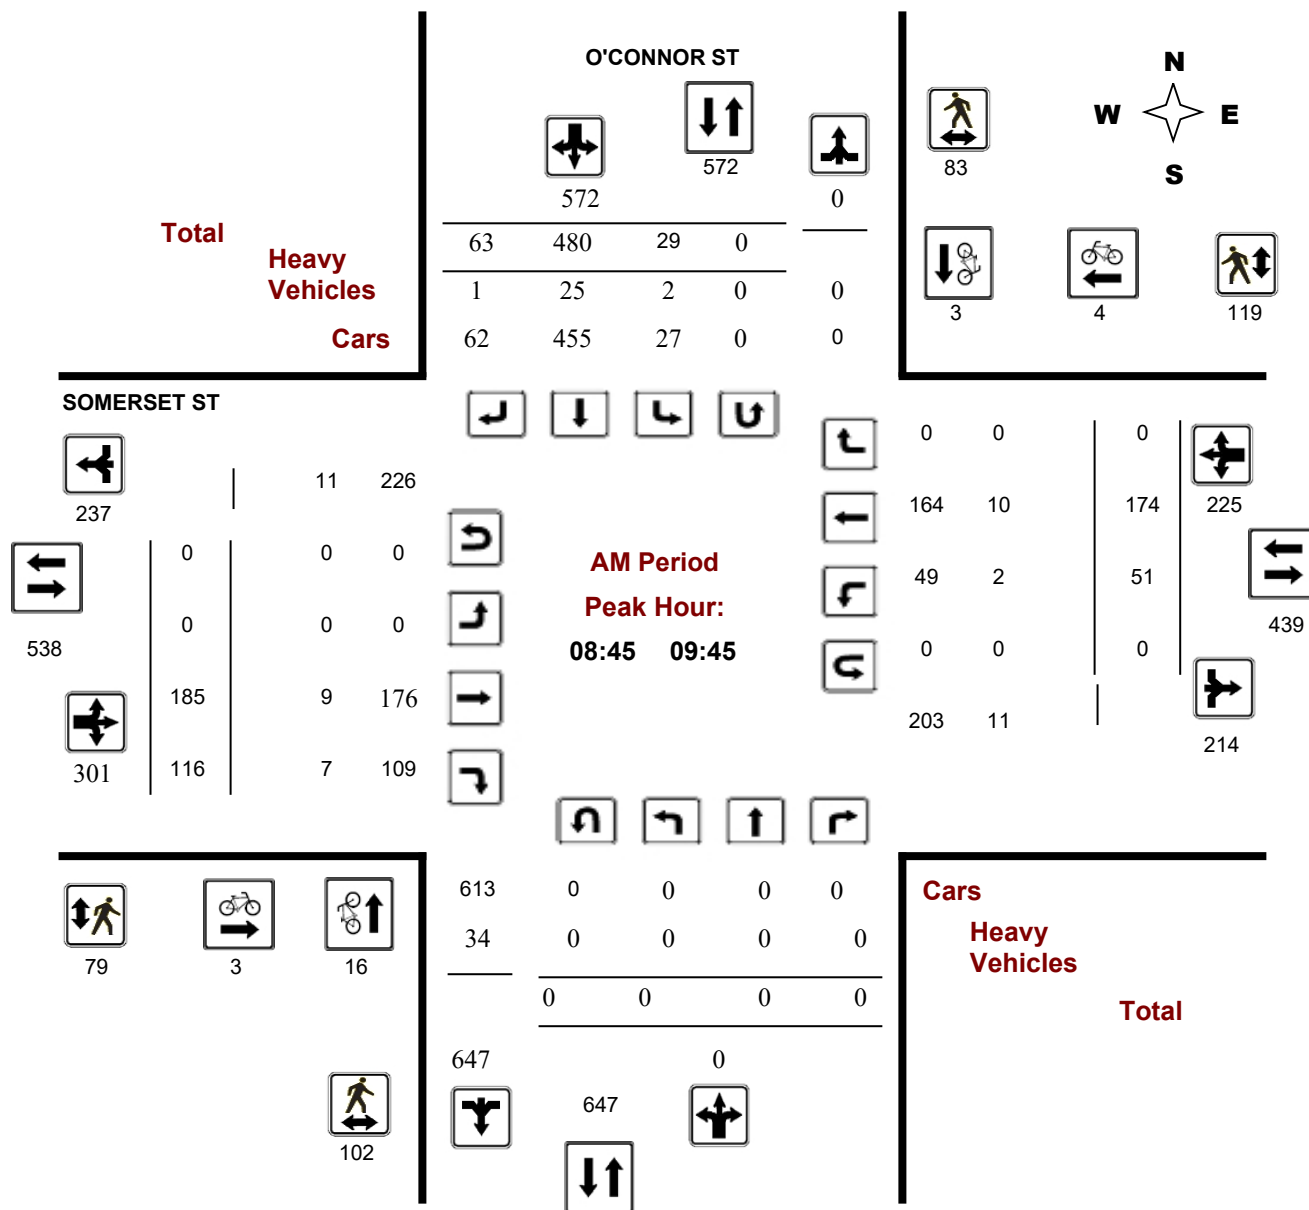 O'CONNOR ST
N
W E
S
572
83
572 0
Total 63 480 29 0
Heavy
Vehicles 1 25 2 0 0
3 4 119
Cars 62 455 27 0 0
SOMERSET ST
0 0 0
11 226
237
164 10 174 225
0 0 0
AM Period
49 2 51
Peak Hour:
0 0 0
439
538
08:45 09:45
0 0 0
185 9 176
203 11
214
301 116 7 109
613 0 0 0 0
Cars
34 0 0 0 0
Heavy
Vehicles
79 3 16
0 0 0 0
Total
647 0
647
102